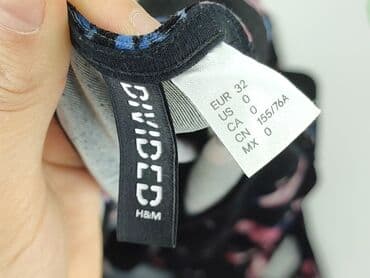 DIVIDED
H&M
EUR 32
US 0
CA 0
CN 155/76A
MX 0